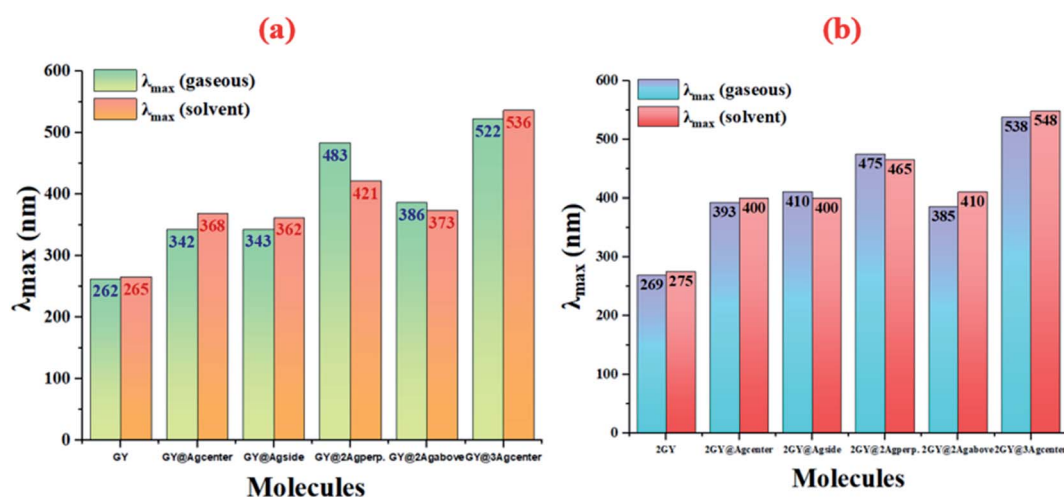 (a)
λmax (gaseous)
λmax (solvent)
600
500
400
300
200
100
0
λmax (nm)
262
265
342
368
343
362
483
421
386
373
522
536
GY
GY@Agcenter
GY@Agside
GY@2Agperp.
GY@2Agabove
GY@3Agcenter
Molecules
(b)
λmax (gaseous)
λmax (solvent)
600
500
400
300
200
100
0
λmax (nm)
269
275
393
400
410
400
475
465
385
410
538
548
2GY
2GY@Agcenter
2GY@Agside
2GY@2Agperp.
2GY@2Agabove
2GY@3Agcenter
Molecules